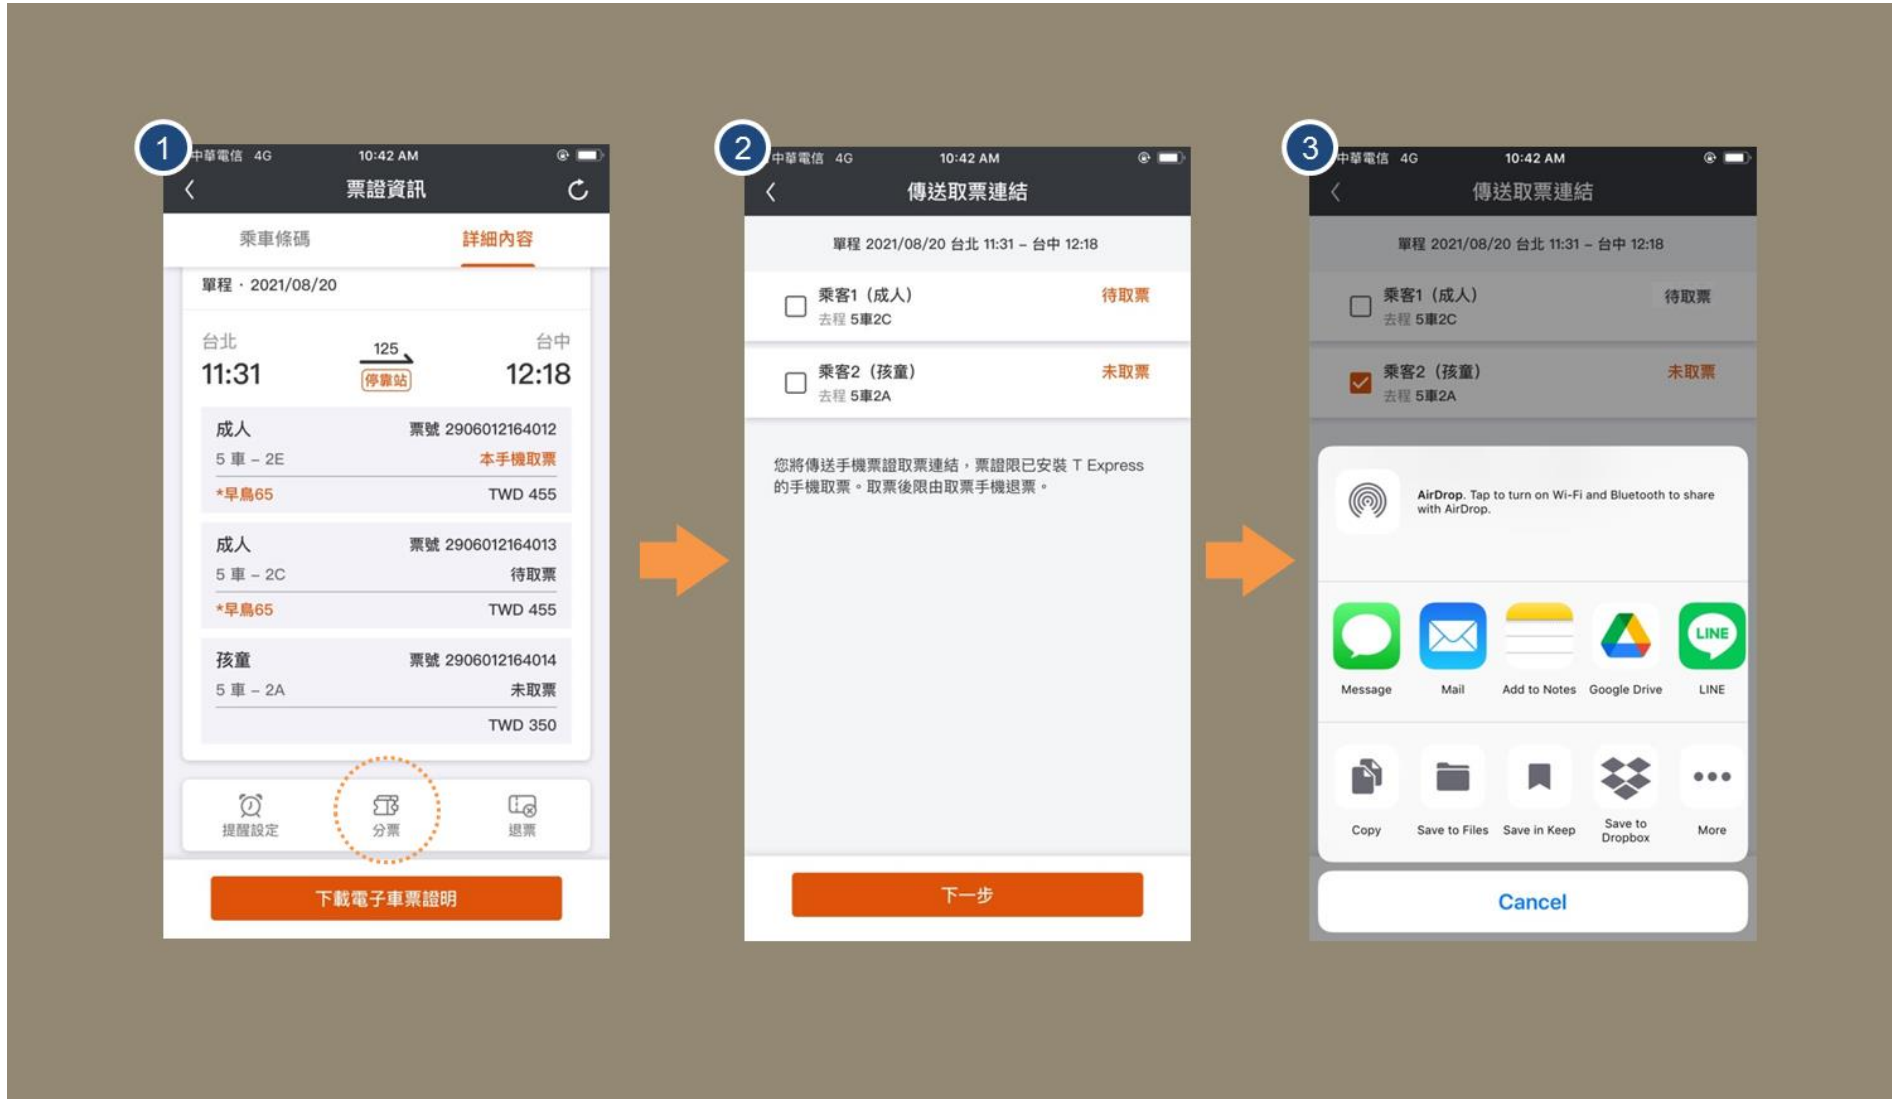 1
中華電信 4G 10:42 AM
票證資訊
乘車條碼 詳細內容
單程 · 2021/08/20
台北 125 台中
11:31 停靠站 12:18
成人 票號 2906012164012
5 車 – 2E 本手機取票
*早鳥65 TWD 455
成人 票號 2906012164013
5 車 – 2C 待取票
*早鳥65 TWD 455
孩童 票號 2906012164014
5 車 – 2A 未取票
TWD 350
提醒設定 分票 退票
下載電子車票證明
2
中華電信 4G 10:42 AM
傳送取票連結
單程 2021/08/20 台北 11:31 – 台中 12:18
乘客1（成人） 待取票
去程 5車2C
乘客2（孩童） 未取票
去程 5車2A
您將傳送手機票證取票連結，票證限已安裝 T Express
的手機取票。取票後限由取票手機退票。
下一步
3
中華電信 4G 10:42 AM
傳送取票連結
單程 2021/08/20 台北 11:31 – 台中 12:18
乘客1（成人） 待取票
去程 5車2C
乘客2（孩童） 未取票
去程 5車2A
AirDrop. Tap to turn on Wi-Fi and Bluetooth to share
with AirDrop.
LINE
Message Mail Add to Notes Google Drive LINE
Copy Save to Files Save in Keep Save to
Dropbox More
Cancel